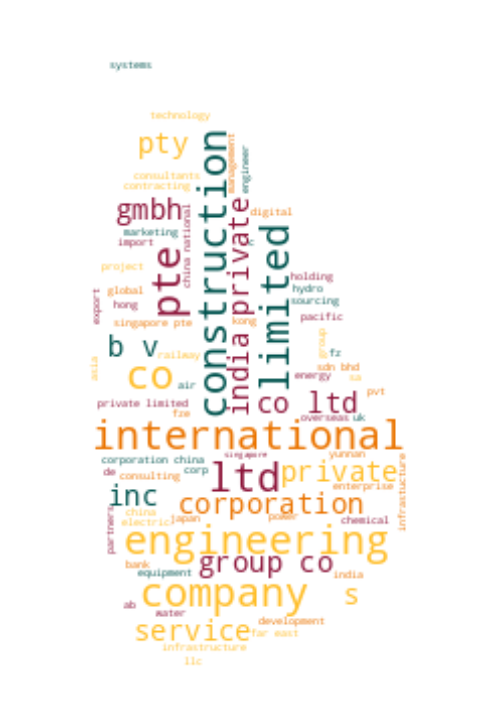 systems
technology
pty
construction
management
engineer
consultants
contracting
gmbh
china national
india private
digital
marketing
import
pte
limited
project
holding
hydro
sourcing
global
export
hong
pacific
singapore pte
kong
group
b v
railway
fz
asia
co
air
sdn bhd
energy
sa
pvt
private limited
co ltd
fze
overseas
uk
international
singapore
yunnan
corporation china
de
corp
ltd
private
consulting
enterprise
infrastucture
inc
corporation
china
electric
japan
power
chemical
partners
engineering
group co
bank
equipment
india
company
s
ab
water
development
service
far east
infrastructure
llc